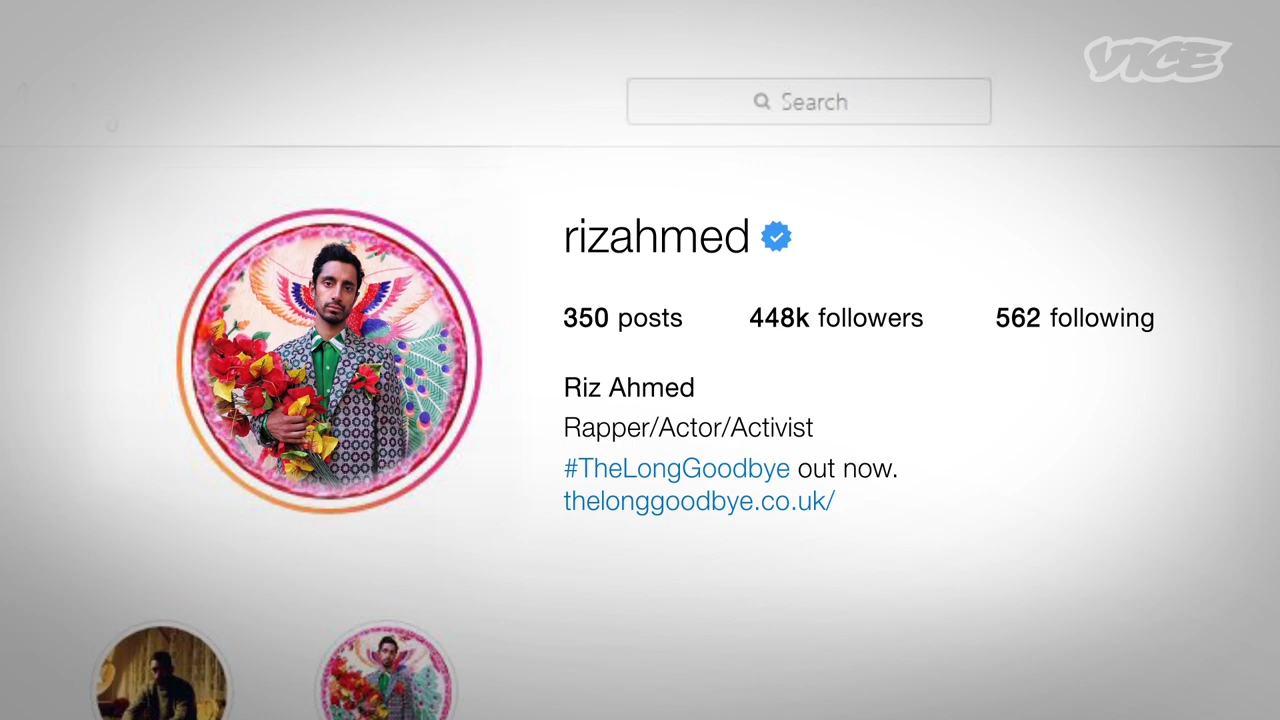 VICE
Search
rizahmed
350 posts 448k followers 562 following
Riz Ahmed
Rapper/Actor/Activist
#TheLongGoodbye out now.
thelonggoodbye.co.uk/